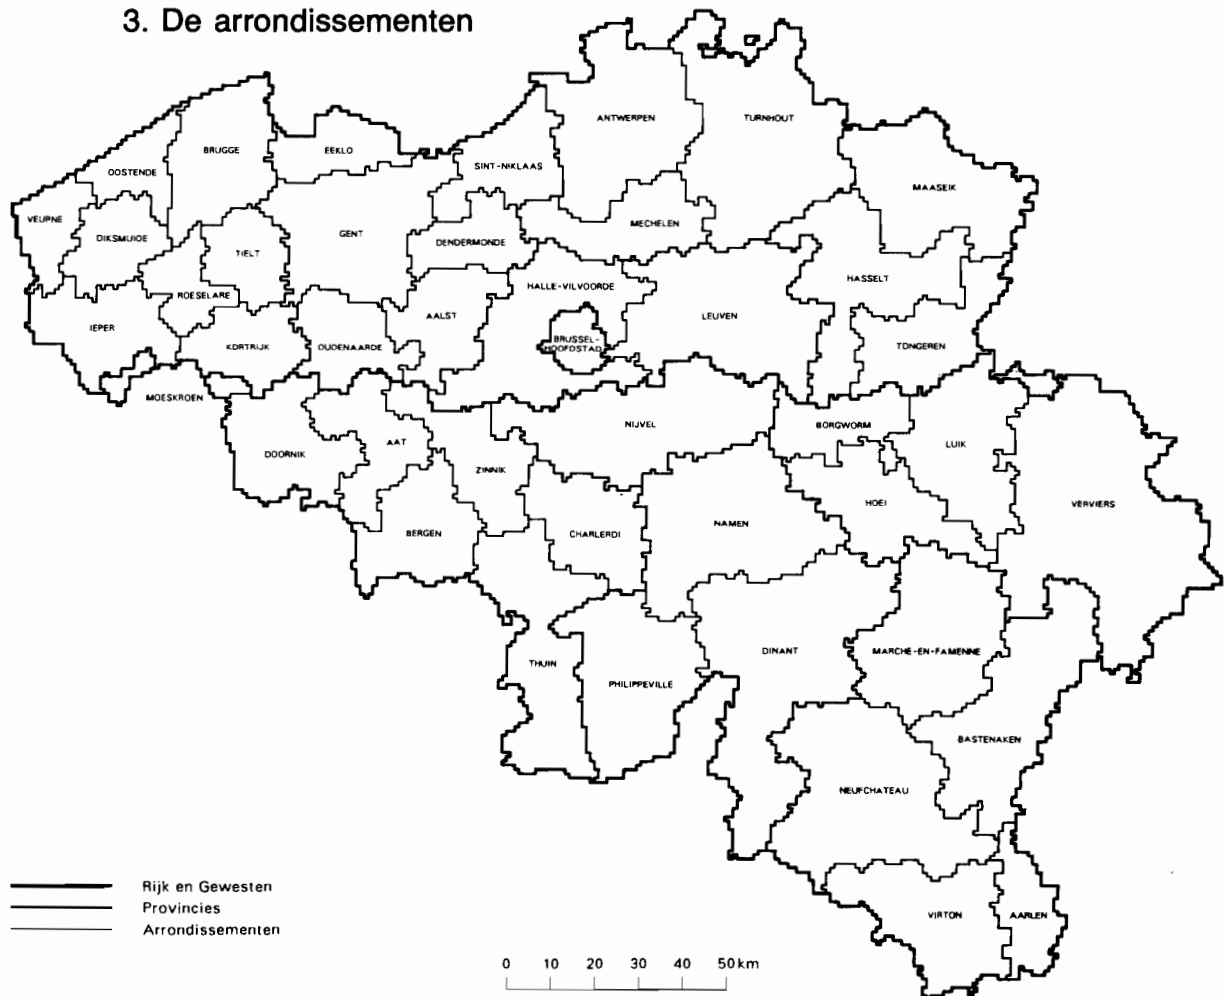 3. De arrondissementen
ANTWERPEN
TURNHOUT
BRUGGE
EEKLO
SINT-NIKLAAS
OOSTENDE
MAASEIK
VEURNE
MECHELEN
GENT
DIKSMUIDE
DENDERMONDE
TIELT
HASSELT
HALLE-VILVOORDE
ROESELARE
AALST
LEUVEN
IEPER
KORTRIJK
OUDENAARDE
BRUSSEL-
HOOFDSTAD
TONGEREN
MOESKROEN
NIJVEL
BORGWORM
AAT
LUIK
DOORNIK
ZINNIK
HOEI
VERVIERS
NAMEN
BERGEN
CHARLEROI
DINANT
MARCHE-EN-FAMENNE
THUIN
PHILIPPEVILLE
BASTENAKEN
NEUFCHATEAU
Rijk en Gewesten
Provincies
Arrondissementen
VIRTON
AARLEN
0 10 20 30 40 50km